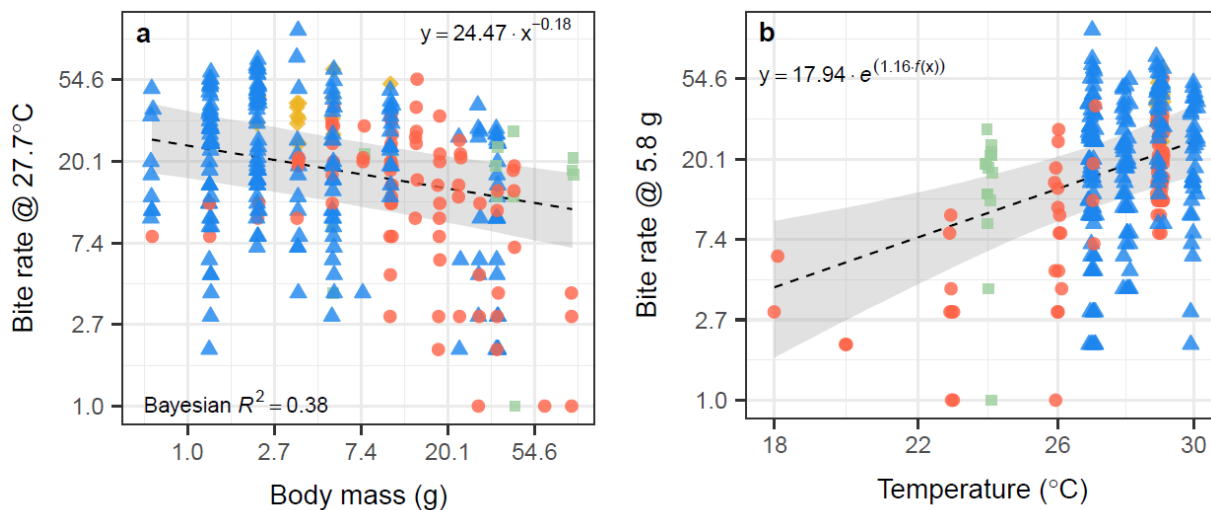 a
y = 24.47 · x^−0.18
Bite rate @ 27.7°C
54.6
20.1
7.4
2.7
1.0
Bayesian R² = 0.38
1.0 2.7 7.4 20.1 54.6
Body mass (g)
b
y = 17.94 · e^(1.16·f(x))
Bite rate @ 5.8 g
54.6
20.1
7.4
2.7
1.0
18 22 26 30
Temperature (°C)